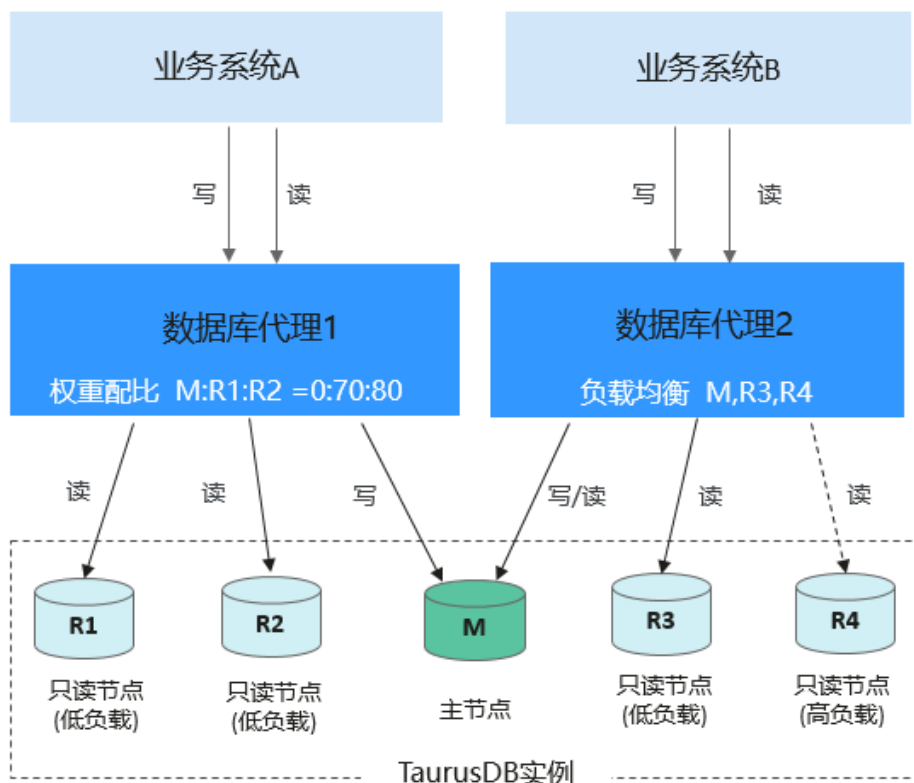 业务系统A
业务系统B
写
读
写
读
数据库代理1
权重配比 M:R1:R2 =0:70:80
数据库代理2
负载均衡 M,R3,R4
读
读
写
写/读
读
读
R1
R2
M
R3
R4
只读节点
(低负载)
只读节点
(低负载)
主节点
只读节点
(低负载)
只读节点
(高负载)
TaurusDB实例